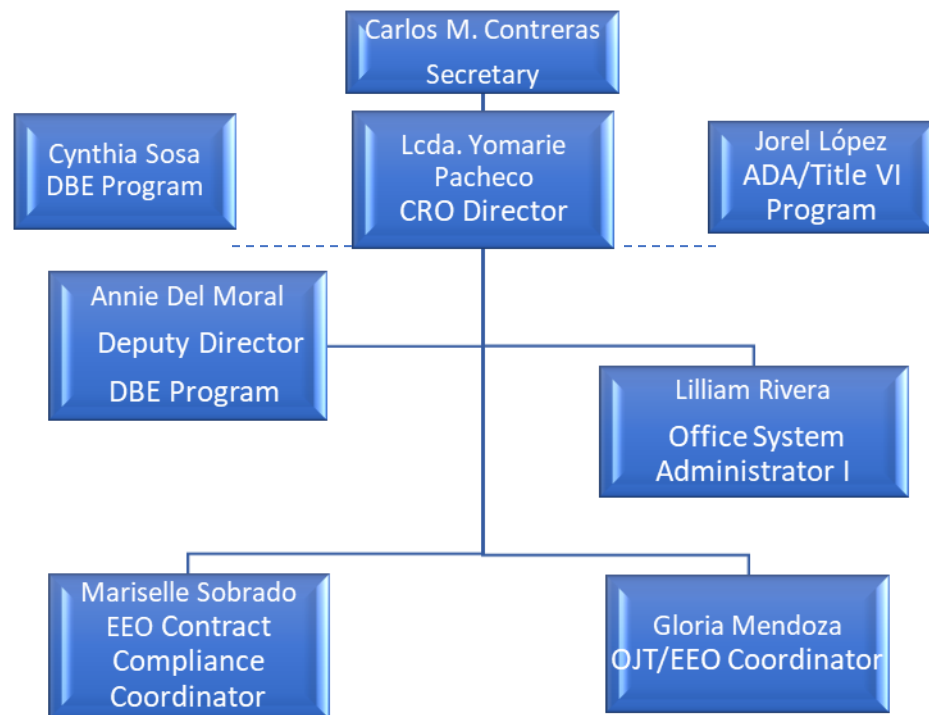 Carlos M. Contreras
Secretary
Cynthia Sosa
DBE Program
Lcda. Yomarie
Pacheco
CRO Director
Jorel López
ADA/Title VI
Program
Annie Del Moral
Deputy Director
DBE Program
Lilliam Rivera
Office System
Administrator I
Mariselle Sobrado
EEO Contract
Compliance
Coordinator
Gloria Mendoza
OJT/EEO Coordinator